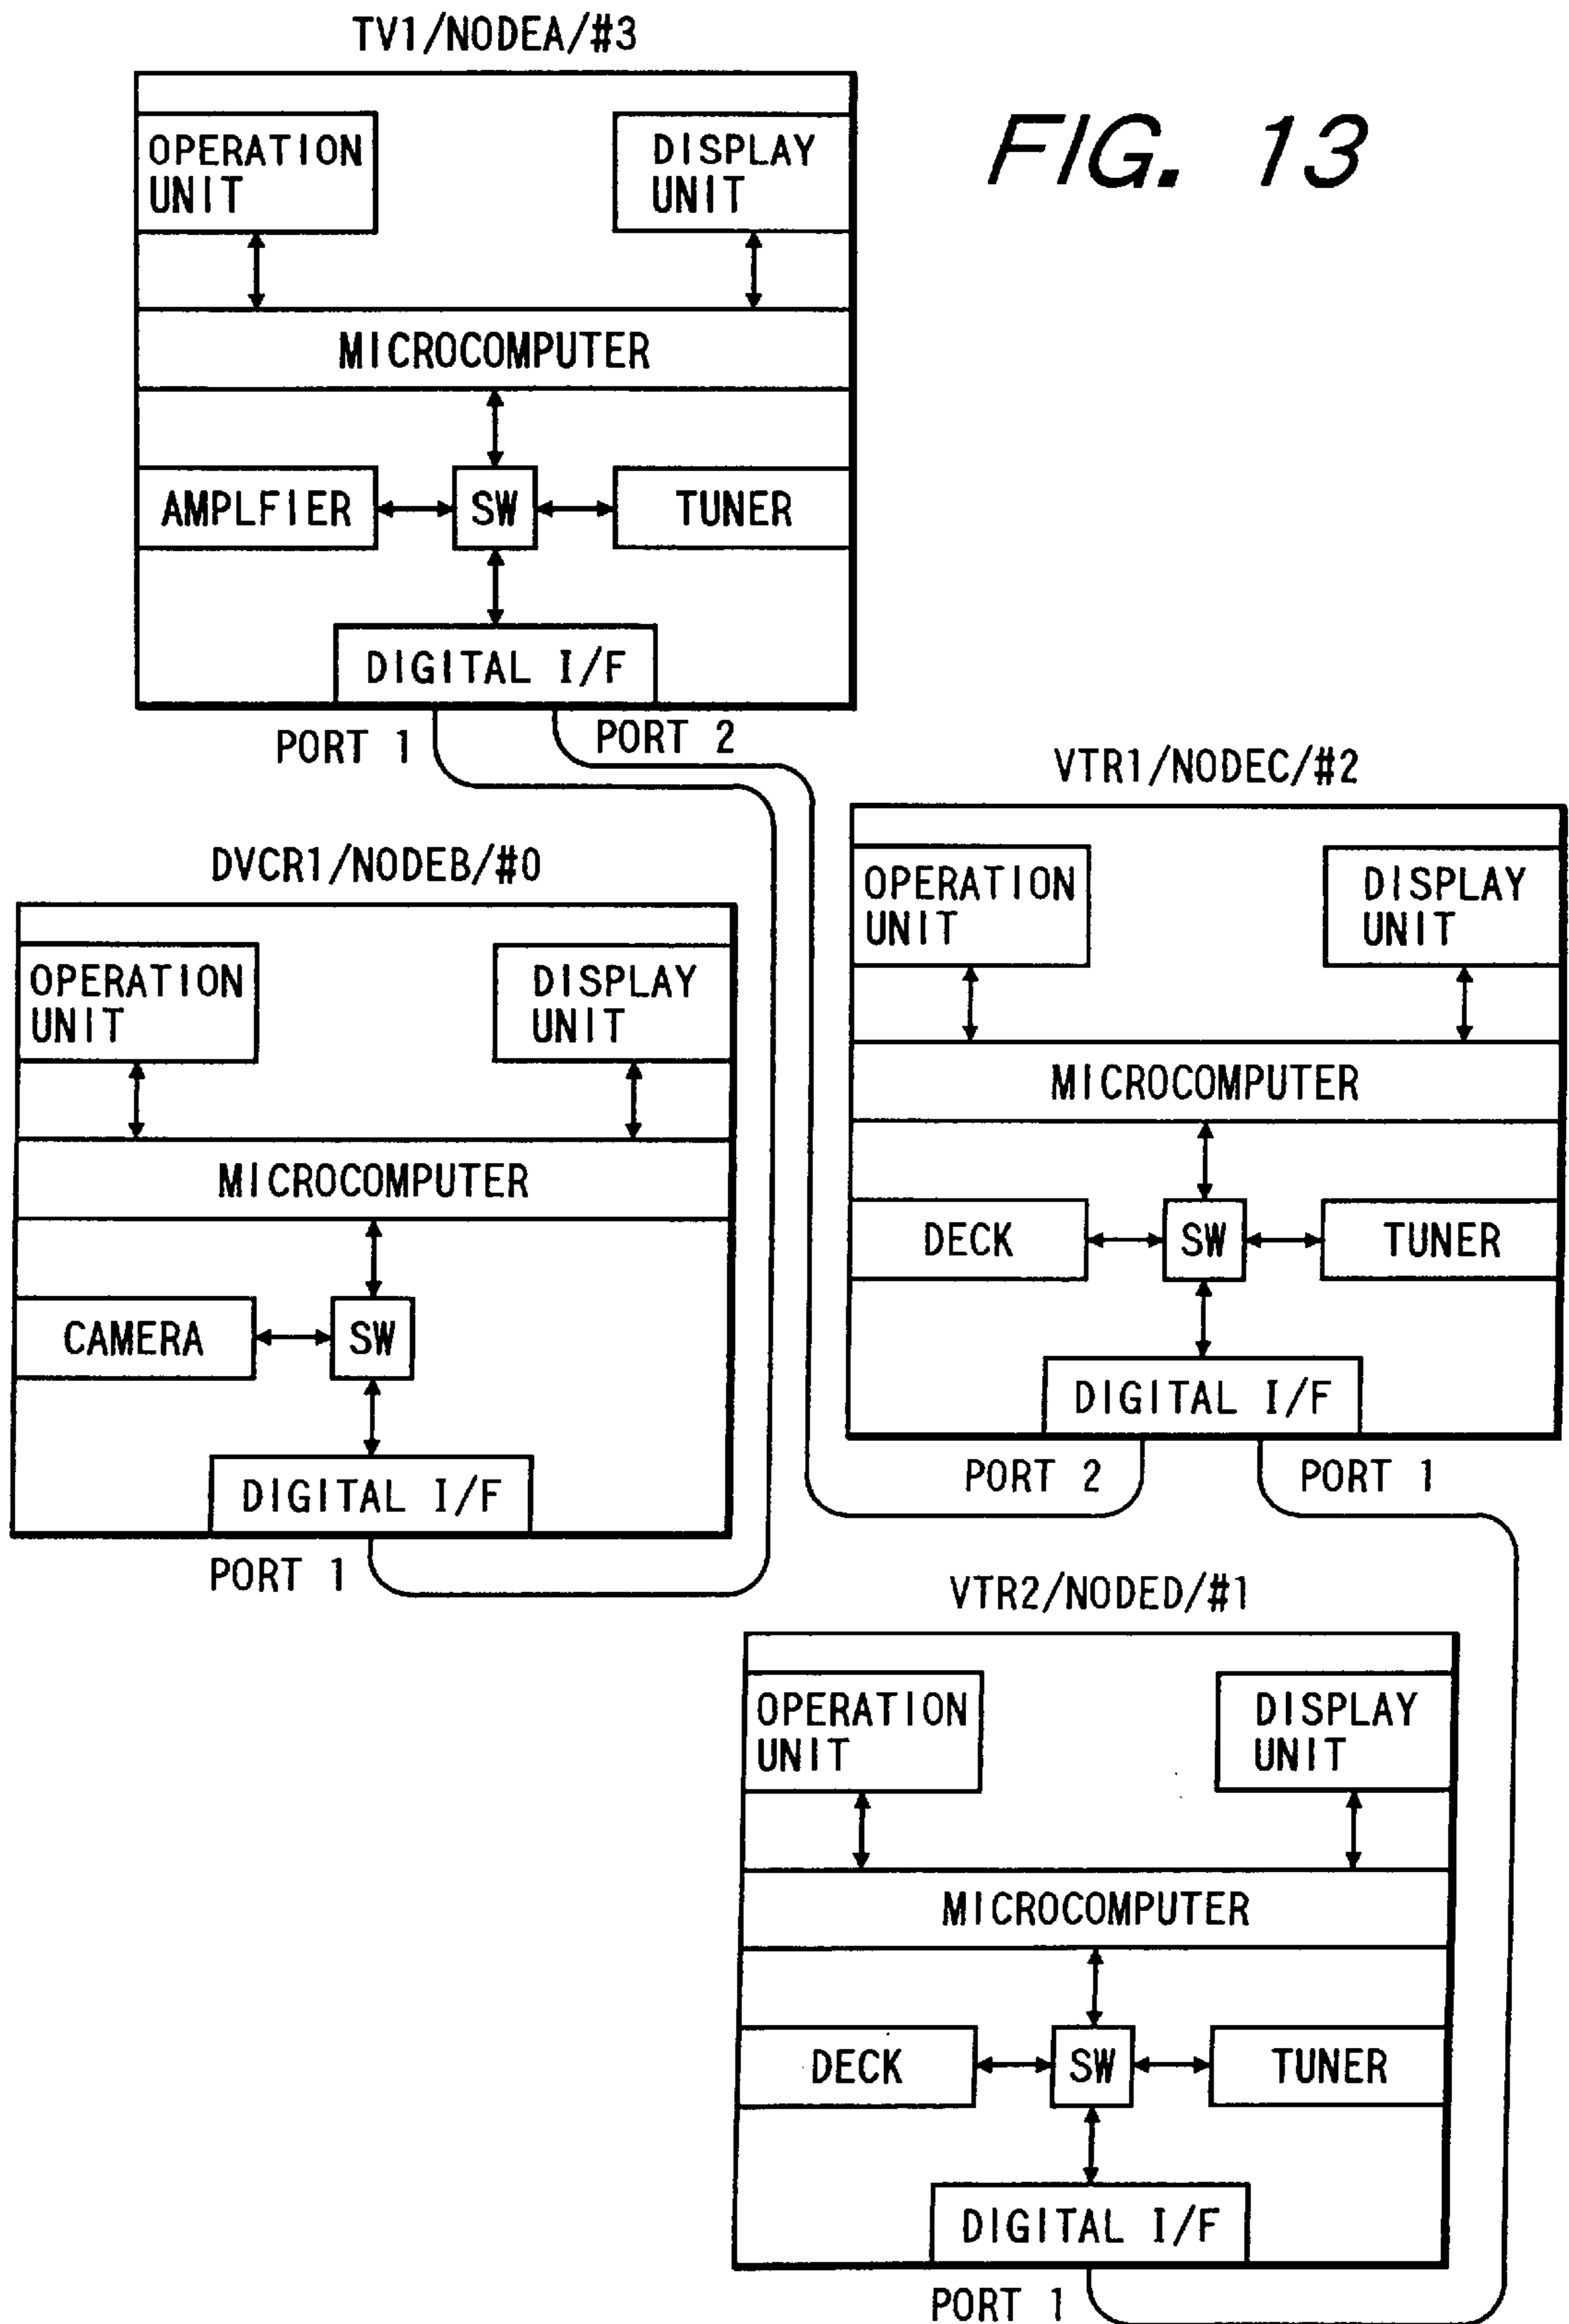 TV1/NODEA/#3
FIG. 13
OPERATION
UNIT
DISPLAY
UNIT
MICROCOMPUTER
AMPLFIER
SW
TUNER
DIGITAL I/F
PORT 1
PORT 2
VTR1/NODEC/#2
OPERATION
UNIT
DISPLAY
UNIT
MICROCOMPUTER
DECK
SW
TUNER
DIGITAL I/F
PORT 2
PORT 1
DVCR1/NODEB/#0
OPERATION
UNIT
DISPLAY
UNIT
MICROCOMPUTER
CAMERA
SW
DIGITAL I/F
PORT 1
VTR2/NODED/#1
OPERATION
UNIT
DISPLAY
UNIT
MICROCOMPUTER
DECK
SW
TUNER
DIGITAL I/F
PORT 1